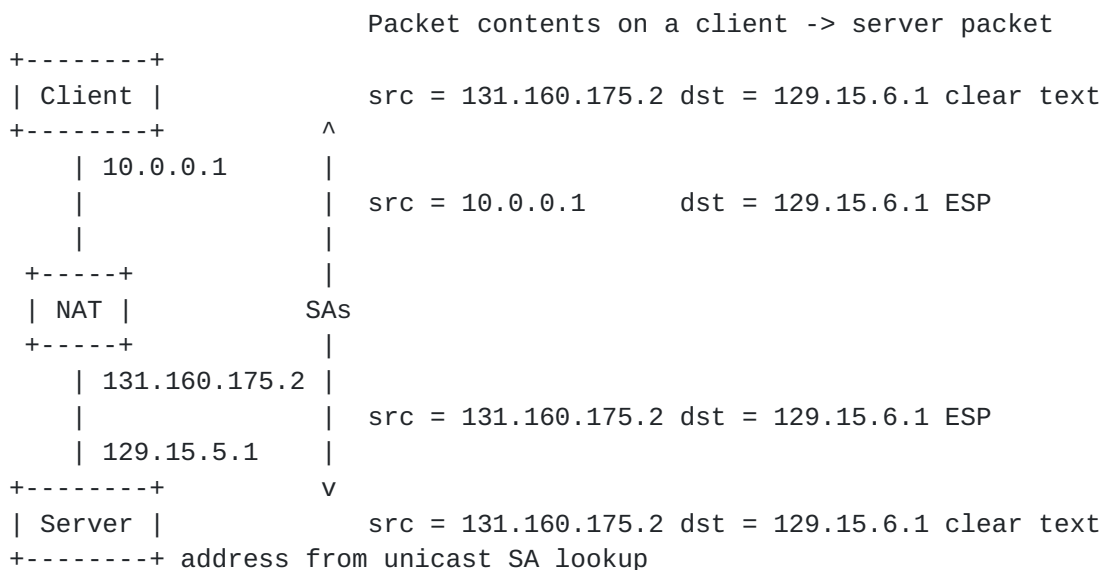 Packet contents on a client -> server packet
+--------+
| Client |             src = 131.160.175.2 dst = 129.15.6.1 clear text
+--------+          ^
    | 10.0.0.1      |
    |               |  src = 10.0.0.1      dst = 129.15.6.1 ESP
    |               |
 +-----+            |
 | NAT |           SAs
 +-----+            |
    | 131.160.175.2 |
    |               |  src = 131.160.175.2 dst = 129.15.6.1 ESP
    | 129.15.5.1    |
+--------+          v
| Server |             src = 131.160.175.2 dst = 129.15.6.1 clear text
+--------+ address from unicast SA lookup